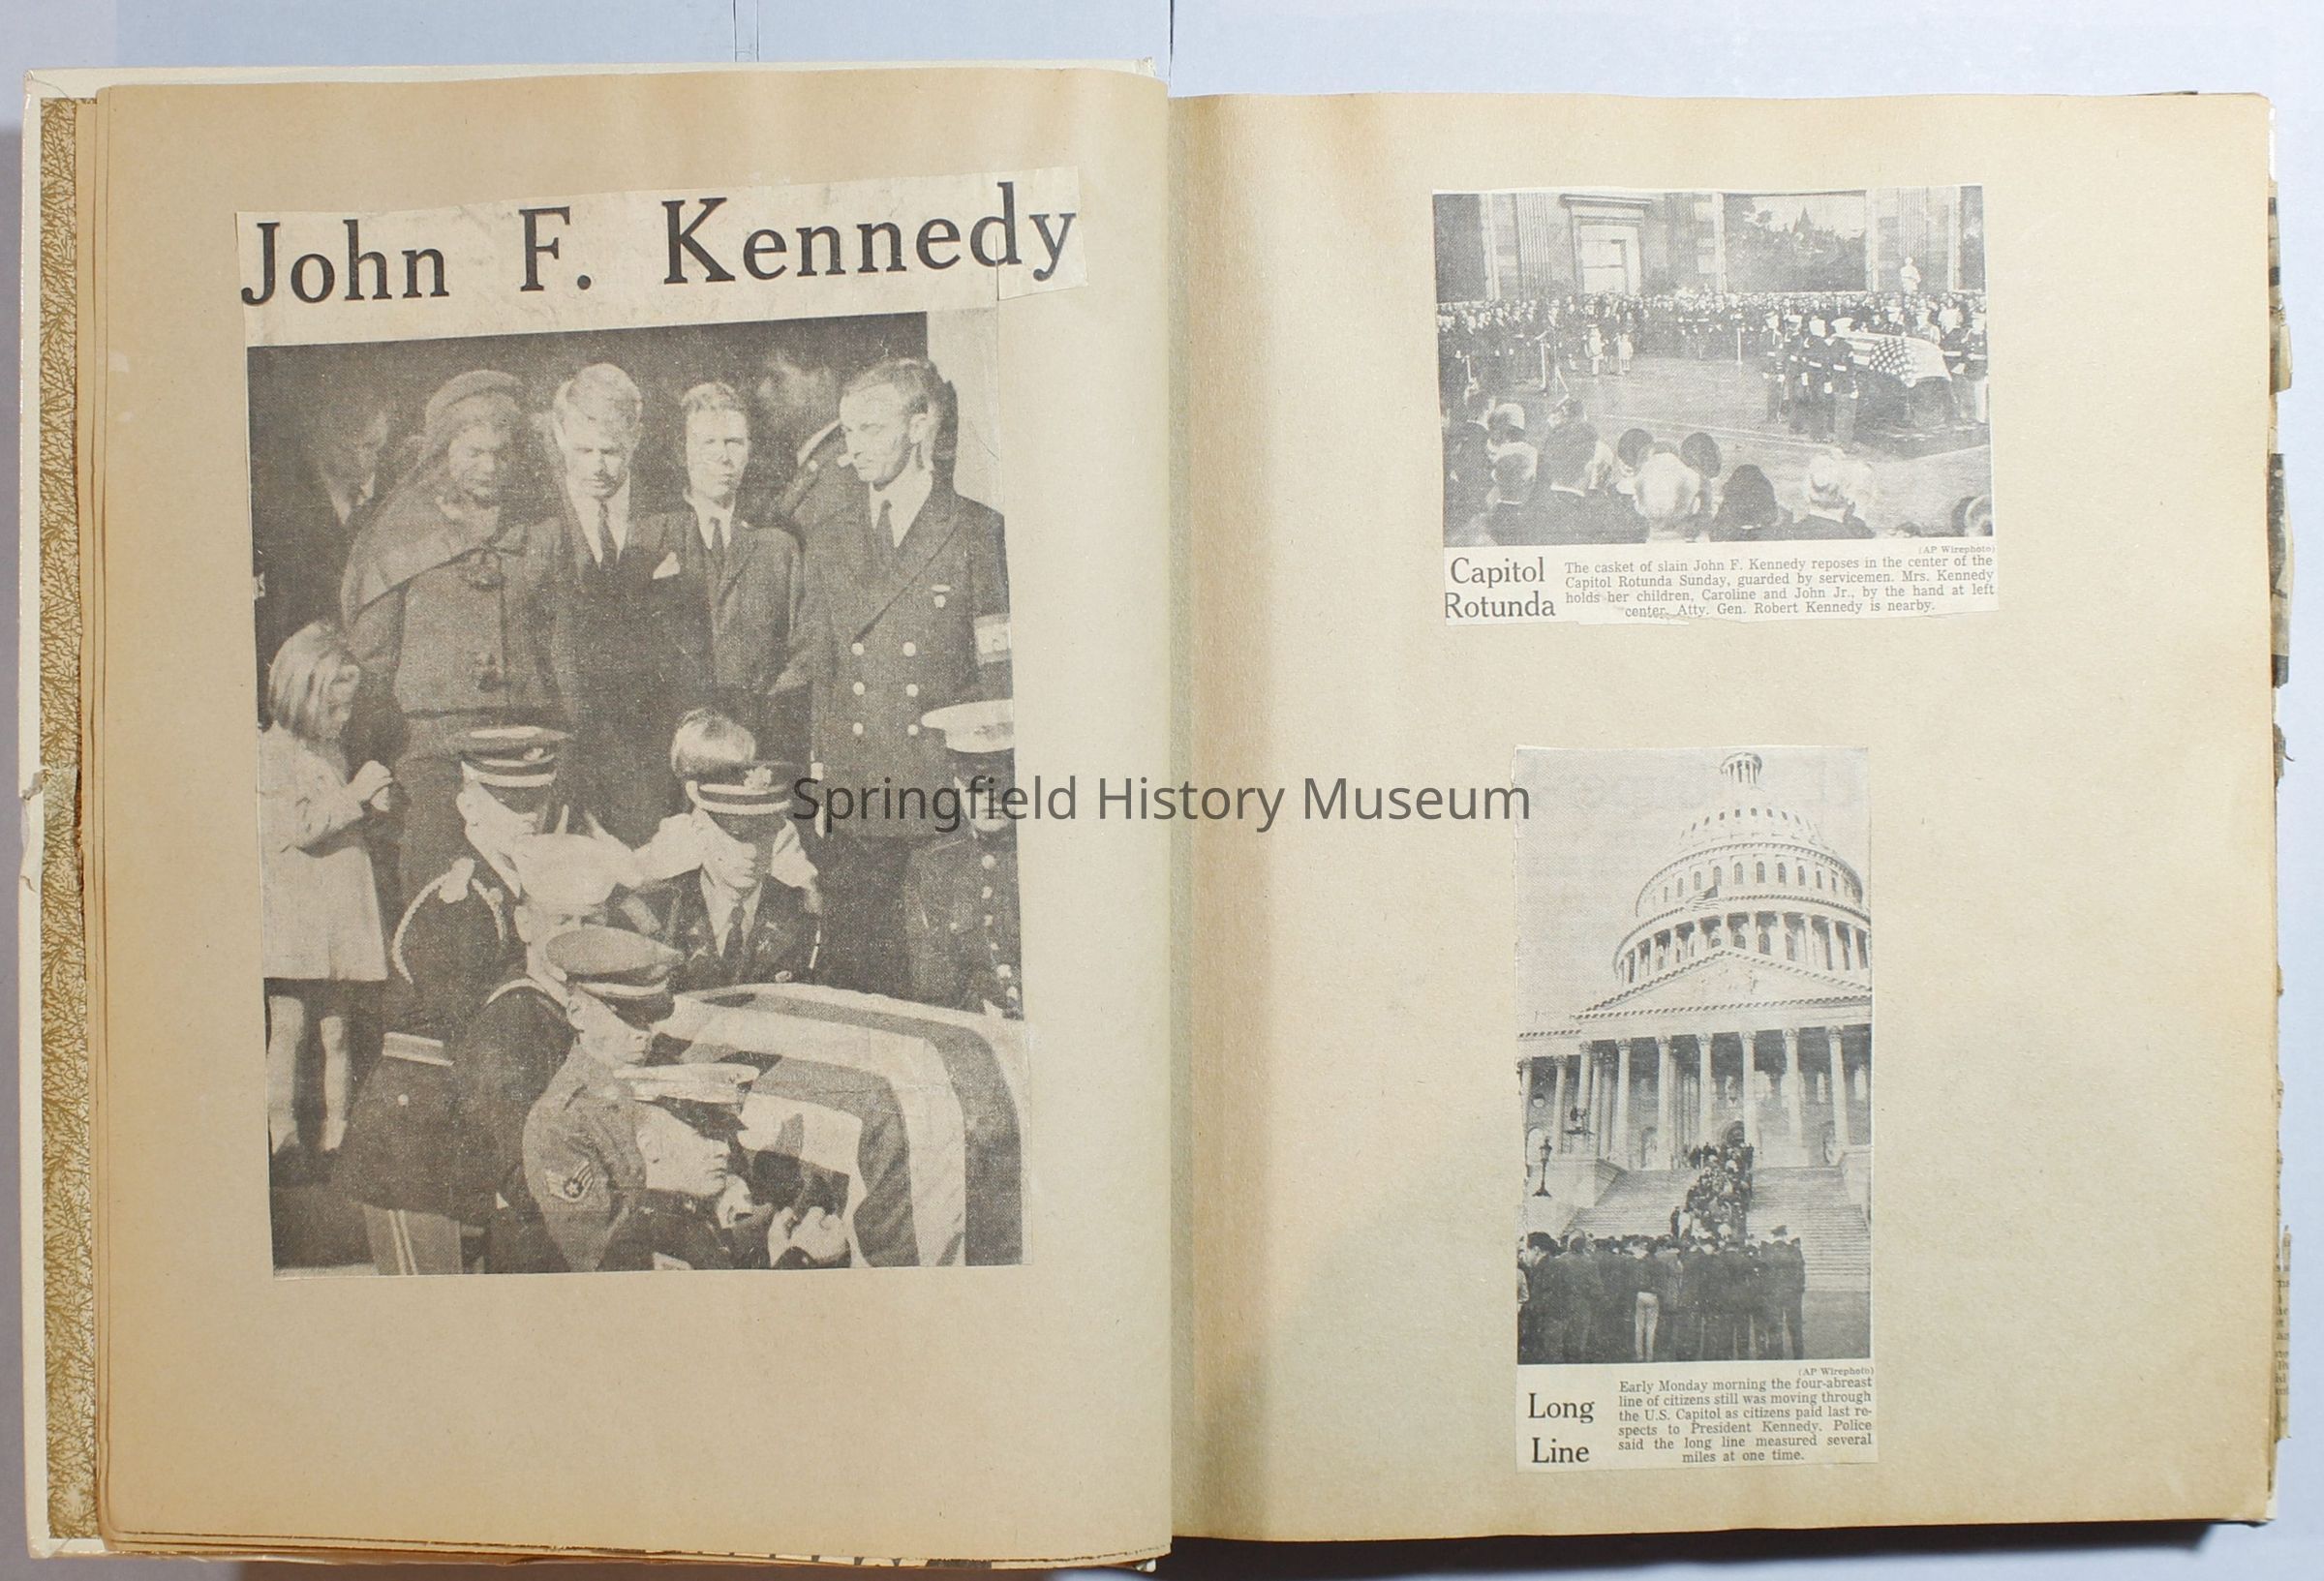 John F. Kennedy
(AP Wirephoto)
Capitol
Rotunda
The casket of slain John F. Kennedy reposes in the center of the
Capitol Rotunda Sunday, guarded by servicemen. Mrs. Kennedy
holds her children, Caroline and John Jr., by the hand at left
center. Atty. Gen. Robert Kennedy is nearby.
Springfield History Museum
(AP Wirephoto)
Long
Line
Early Monday morning the four-abreast
line of citizens still was moving through
the U.S. Capitol as citizens paid last re-
spects to President Kennedy. Police
said the long line measured several
miles at one time.